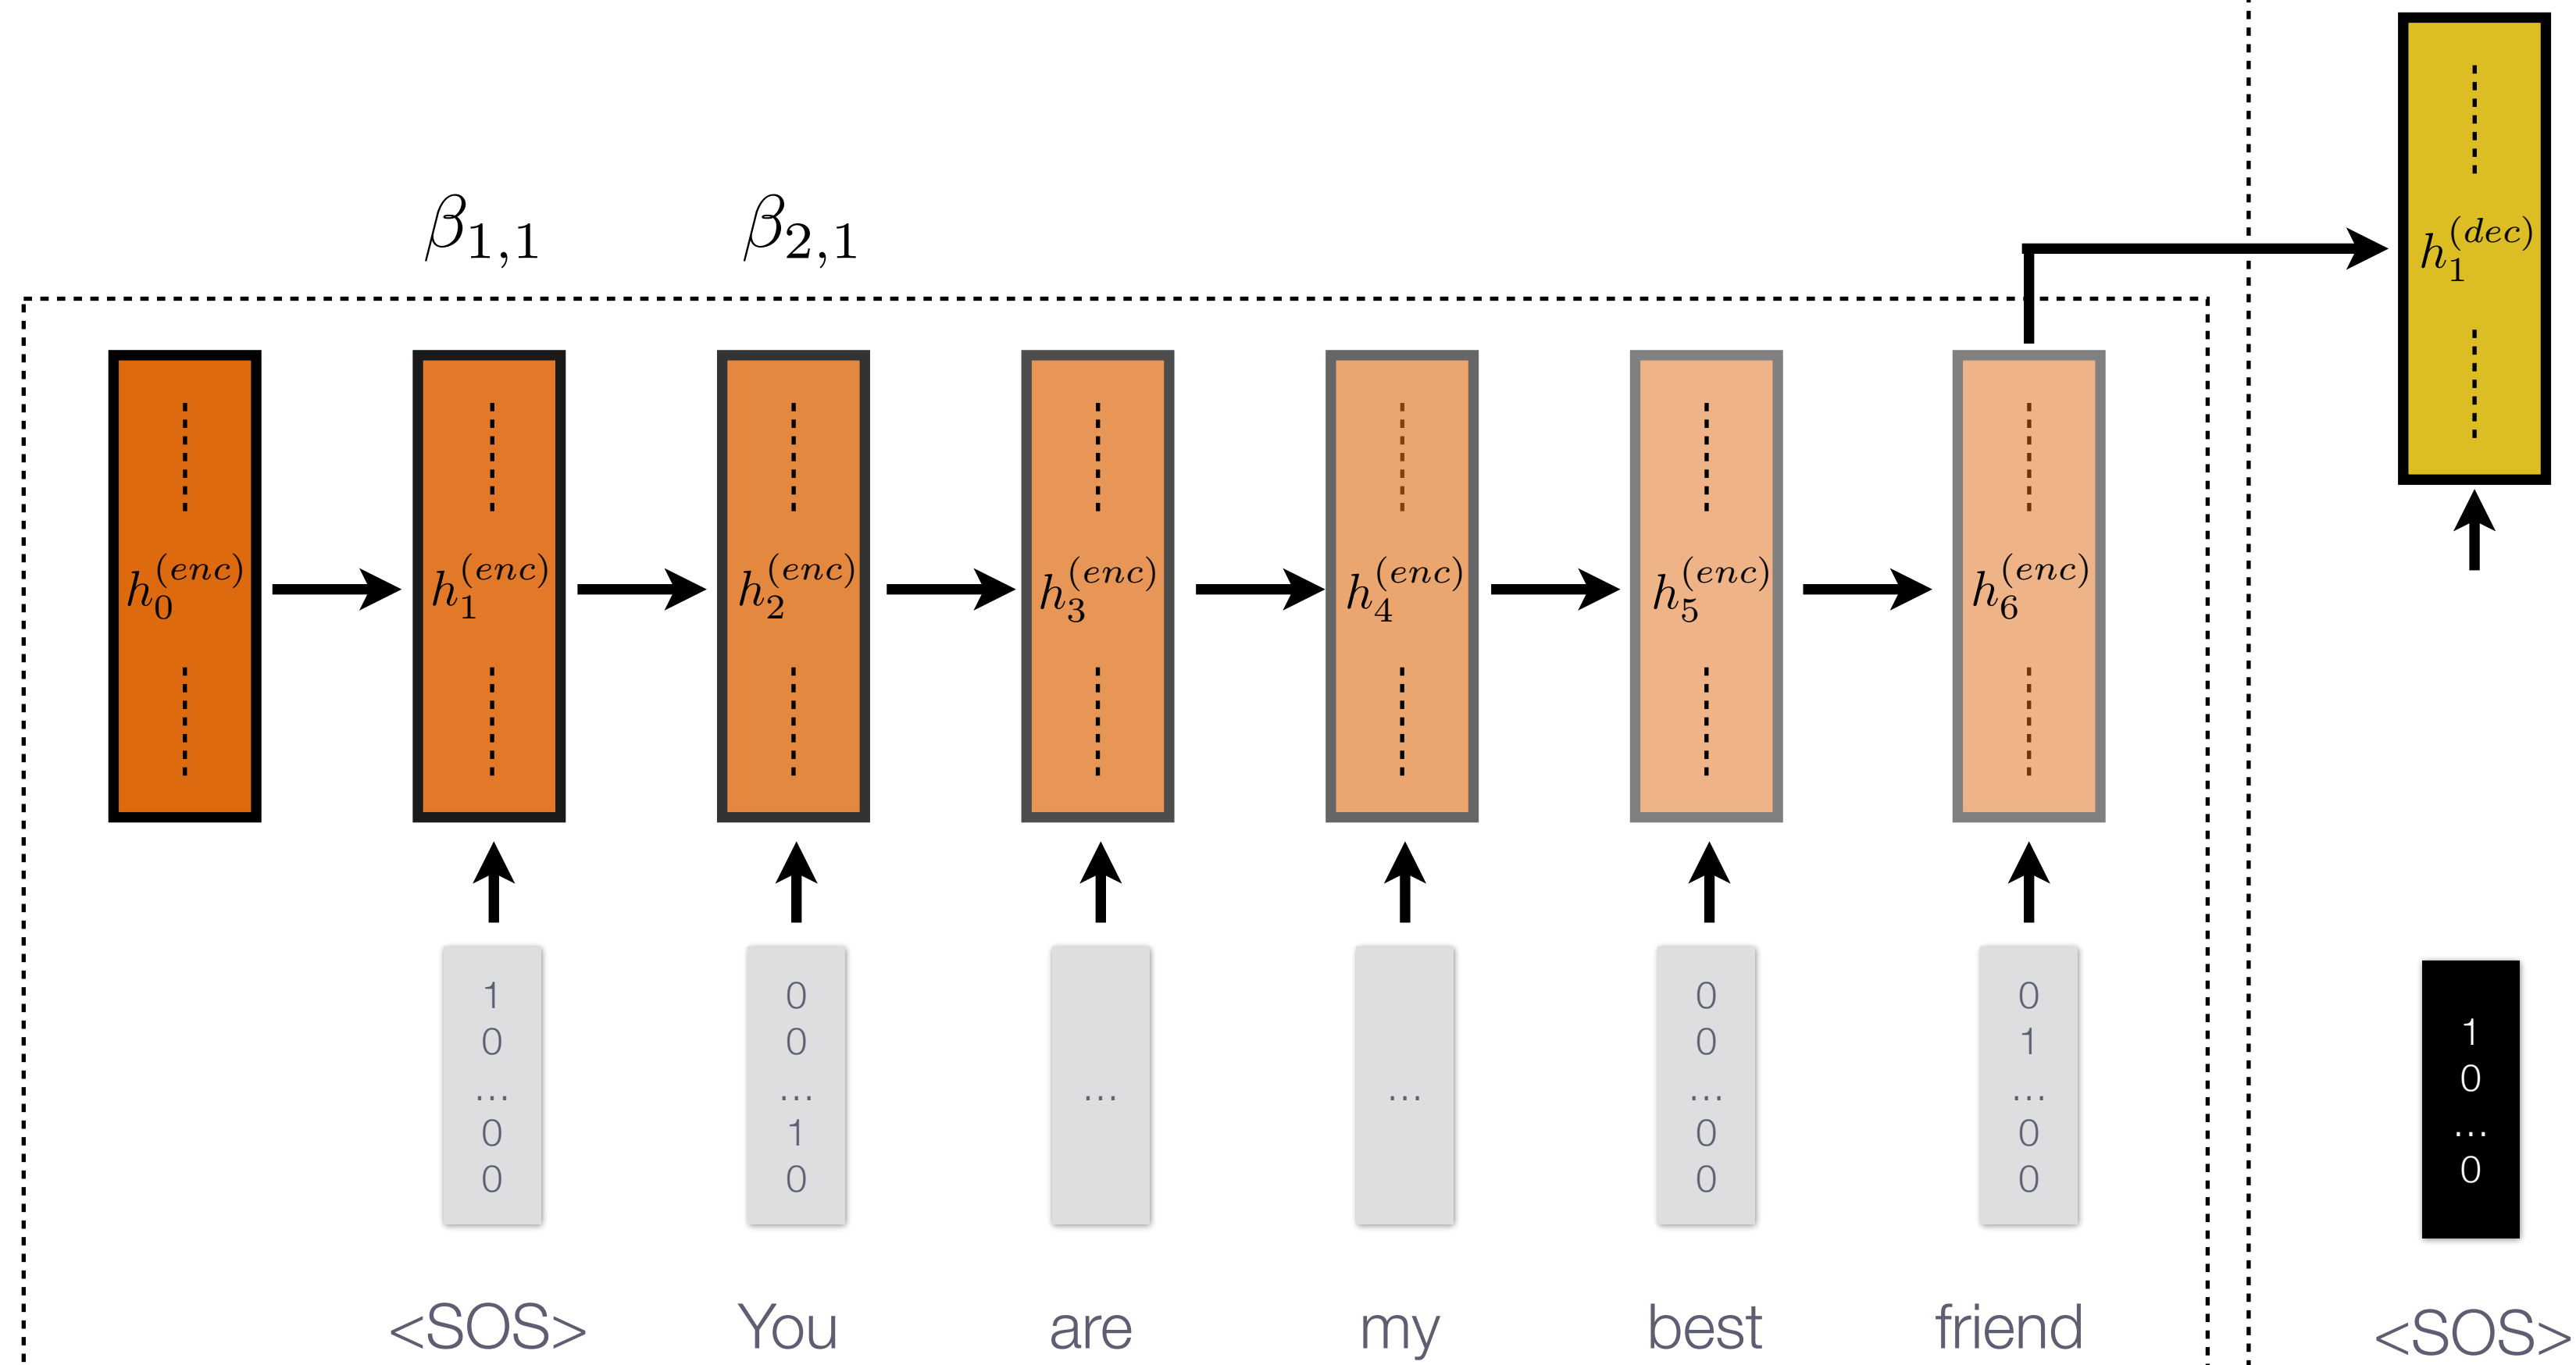 β1,1 β2,1
h1(dec)
h0(enc) h1(enc) h2(enc) h3(enc) h4(enc) h5(enc) h6(enc)
1 0 0 0
0 0 0 1 1
0
... ... ... ... ... ...
...
0 1 0 0
0
0 0 0 0
<SOS> You are my best friend <SOS>